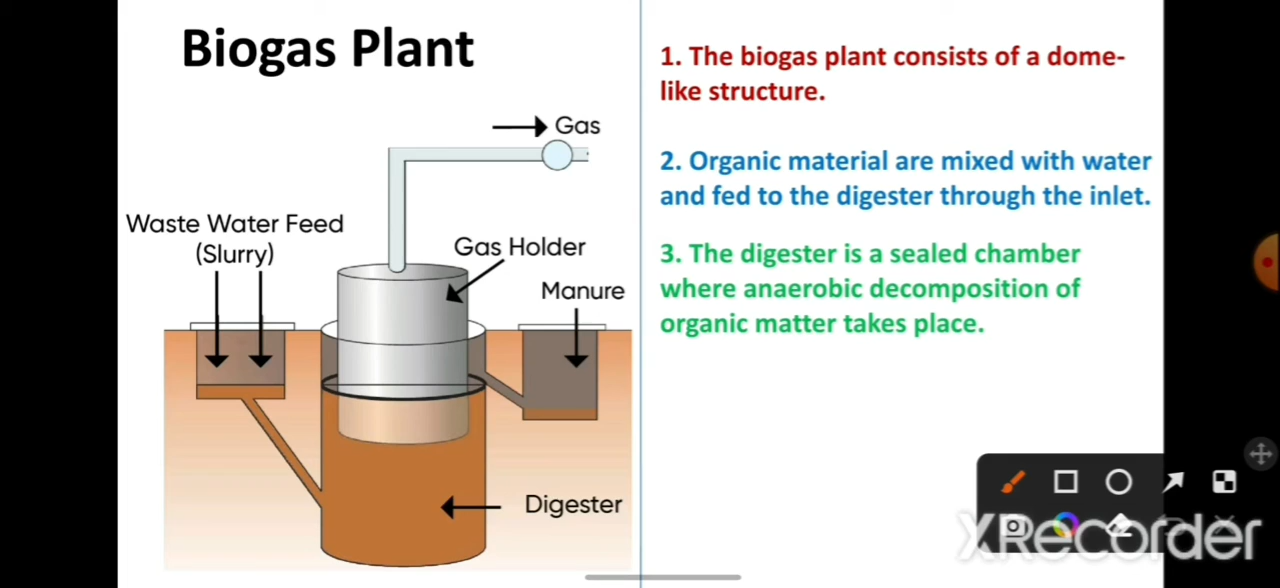 Biogas Plant
Gas
Waste Water Feed
(Slurry)
Gas Holder
Manure
Digester
1. The biogas plant consists of a dome-
like structure.
2. Organic material are mixed with water
and fed to the digester through the inlet.
3. The digester is a sealed chamber
where anaerobic decomposition of
organic matter takes place.
XRecorder